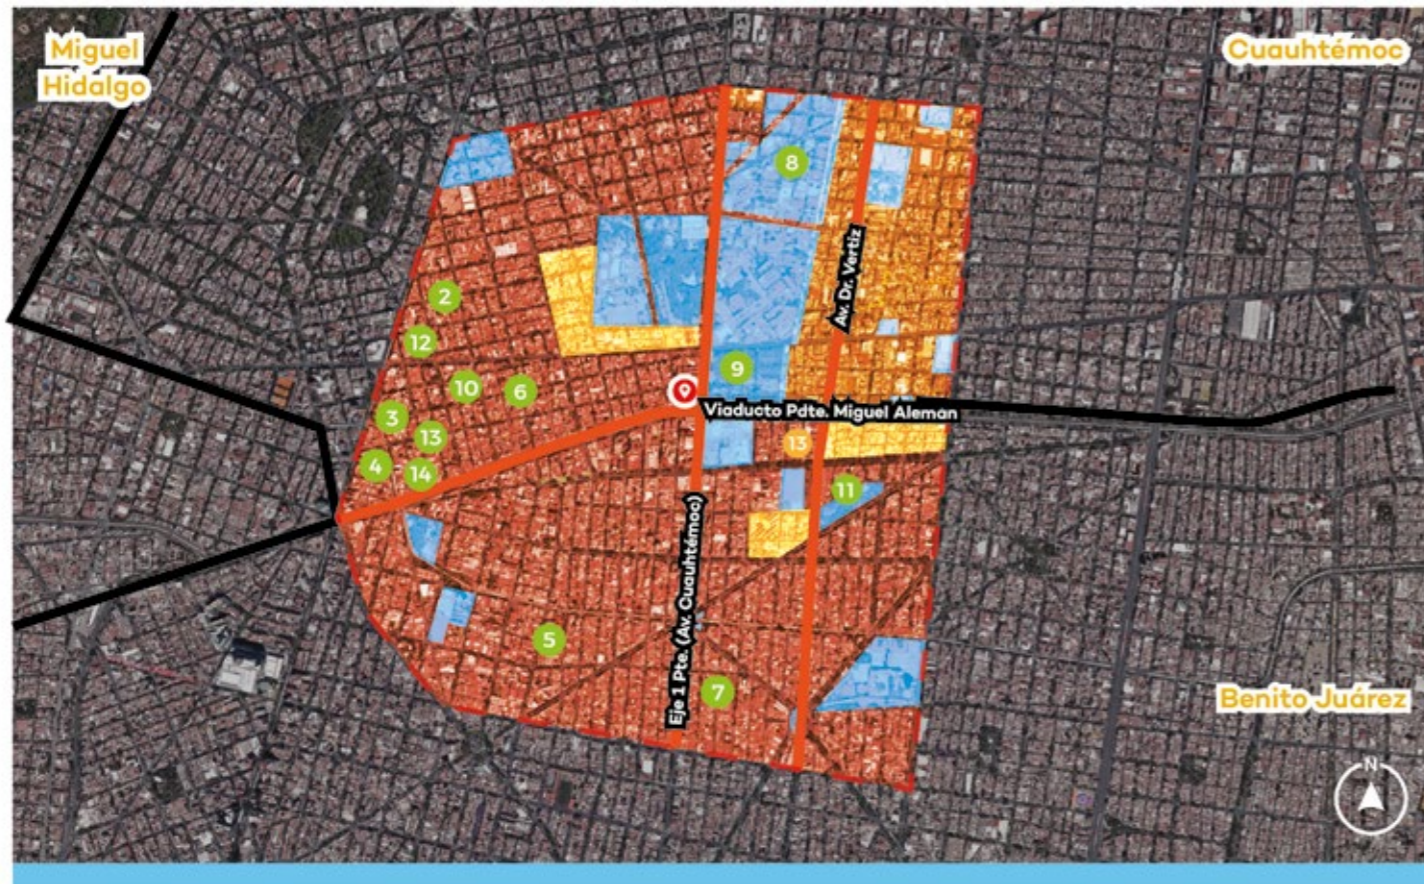 Miguel
Hidalgo
Cuauhtémoc
8
Av. Dr. Vertiz
2
12
10
6
9
3
13
Viaducto Pdte. Miguel Aleman
13
4
14
11
Eje 1 Pte. (Av. Cuauhtémoc)
5
7
Benito Juárez
N